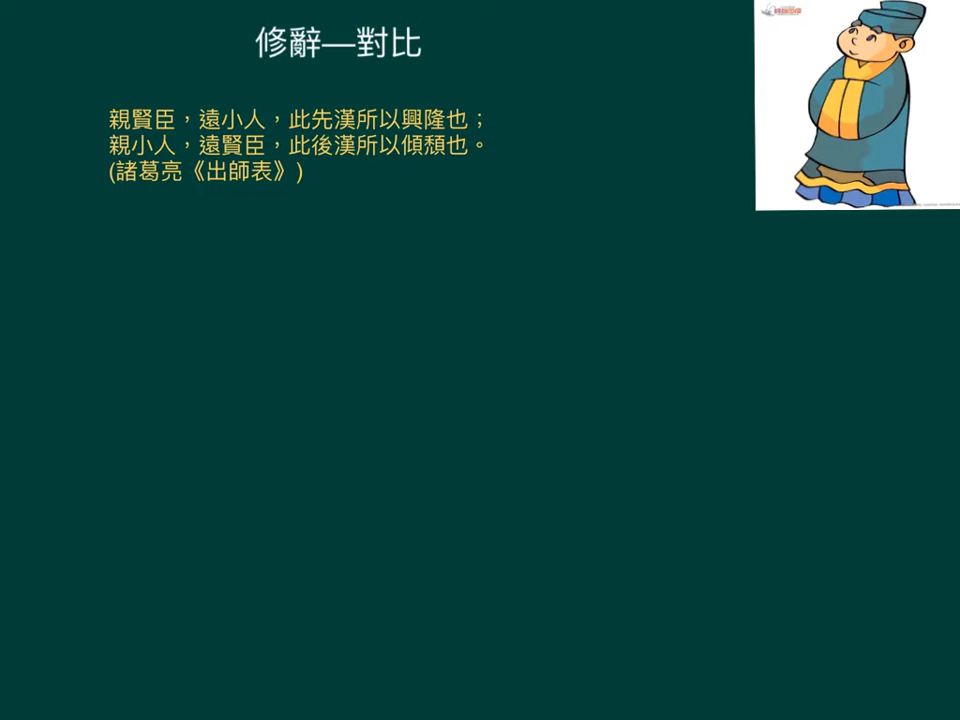 修辭—對比
親賢臣，遠小人，此先漢所以興隆也；
親小人，遠賢臣，此後漢所以傾頹也。
(諸葛亮《出師表》)